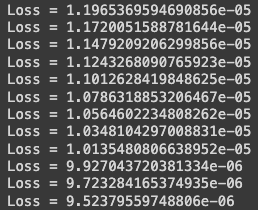 Loss = 1.1965369594690856e-05
Loss = 1.1720051588781644e-05
Loss = 1.1479209206299856e-05
Loss = 1.1243268090765923e-05
Loss = 1.1012628419848625e-05
Loss = 1.0786318853206467e-05
Loss = 1.0564602234808262e-05
Loss = 1.0348104297008831e-05
Loss = 1.0135480806638952e-05
Loss = 9.927043720381334e-06
Loss = 9.723284165374935e-06
Loss = 9.52379559748806e-06